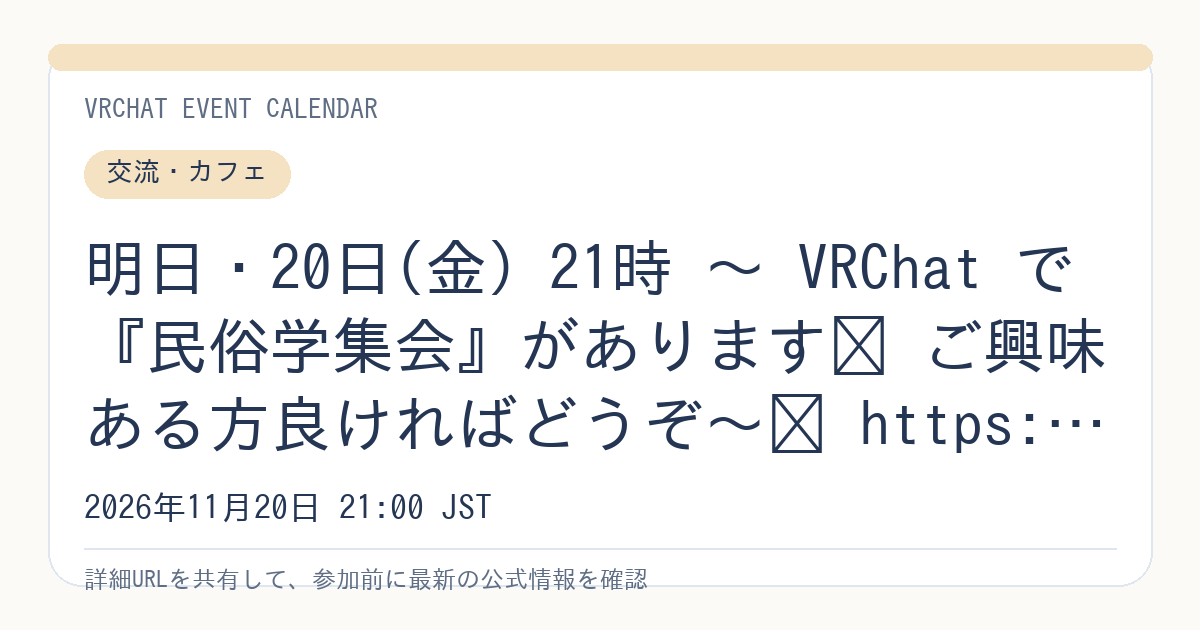 VRCHAT EVENT CALENDAR
交流・カフェ
明日・20日(金) 21時 〜 VRChat で
『民俗学集会』があります ご興味
ある方良ければどうぞ〜 https:…
2026年11月20日 21:00 JST
詳細URLを共有して、参加前に最新の公式情報を確認